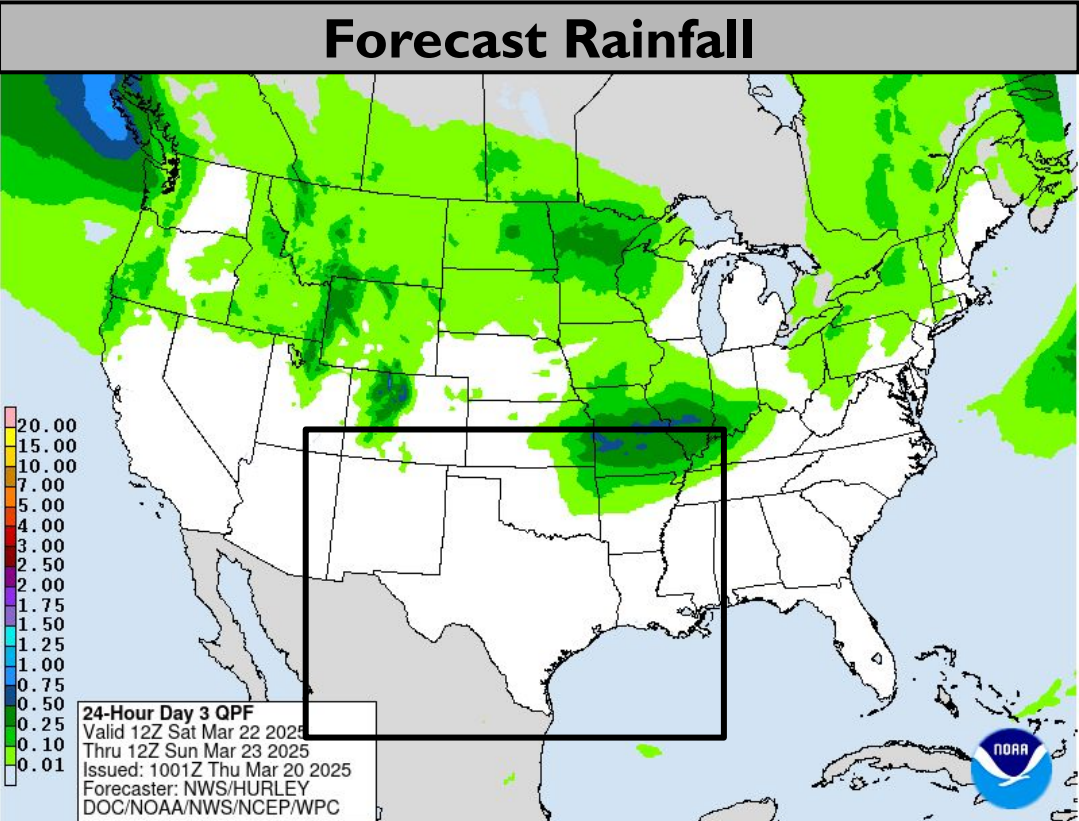 Forecast Rainfall
20.00
15.00
10.00
7.00
5.00
4.00
3.00
2.50
2.00
1.75
1.50
1.25
1.00
0.75
0.50
0.25
0.10
0.01
24-Hour Day 3 QPF
Valid 12Z Sat Mar 22 2025
Thru 12Z Sun Mar 23 2025
Issued: 1001Z Thu Mar 20 2025
Forecaster: NWS/HURLEY
DOC/NOAA/NWS/NCEP/WPC
NOAA